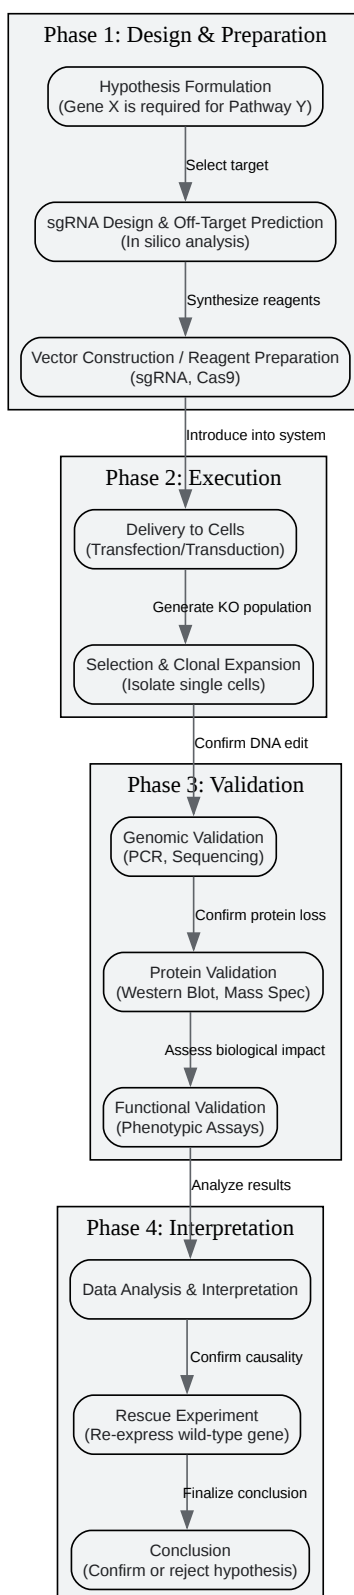 Phase 1: Design & Preparation
Hypothesis Formulation
(Gene X is required for Pathway Y)
Select target
sgRNA Design & Off-Target Prediction
(In silico analysis)
Synthesize reagents
Vector Construction / Reagent Preparation
(sgRNA, Cas9)
Introduce into system
Phase 2: Execution
Delivery to Cells
(Transfection/Transduction)
Generate KO population
Selection & Clonal Expansion
(Isolate single cells)
Confirm DNA edit
Phase 3: Validation
Genomic Validation
(PCR, Sequencing)
Confirm protein loss
Protein Validation
(Western Blot, Mass Spec)
Assess biological impact
Functional Validation
(Phenotypic Assays)
Analyze results
Phase 4: Interpretation
Data Analysis & Interpretation
Confirm causality
Rescue Experiment
(Re-express wild-type gene)
Finalize conclusion
Conclusion
(Confirm or reject hypothesis)